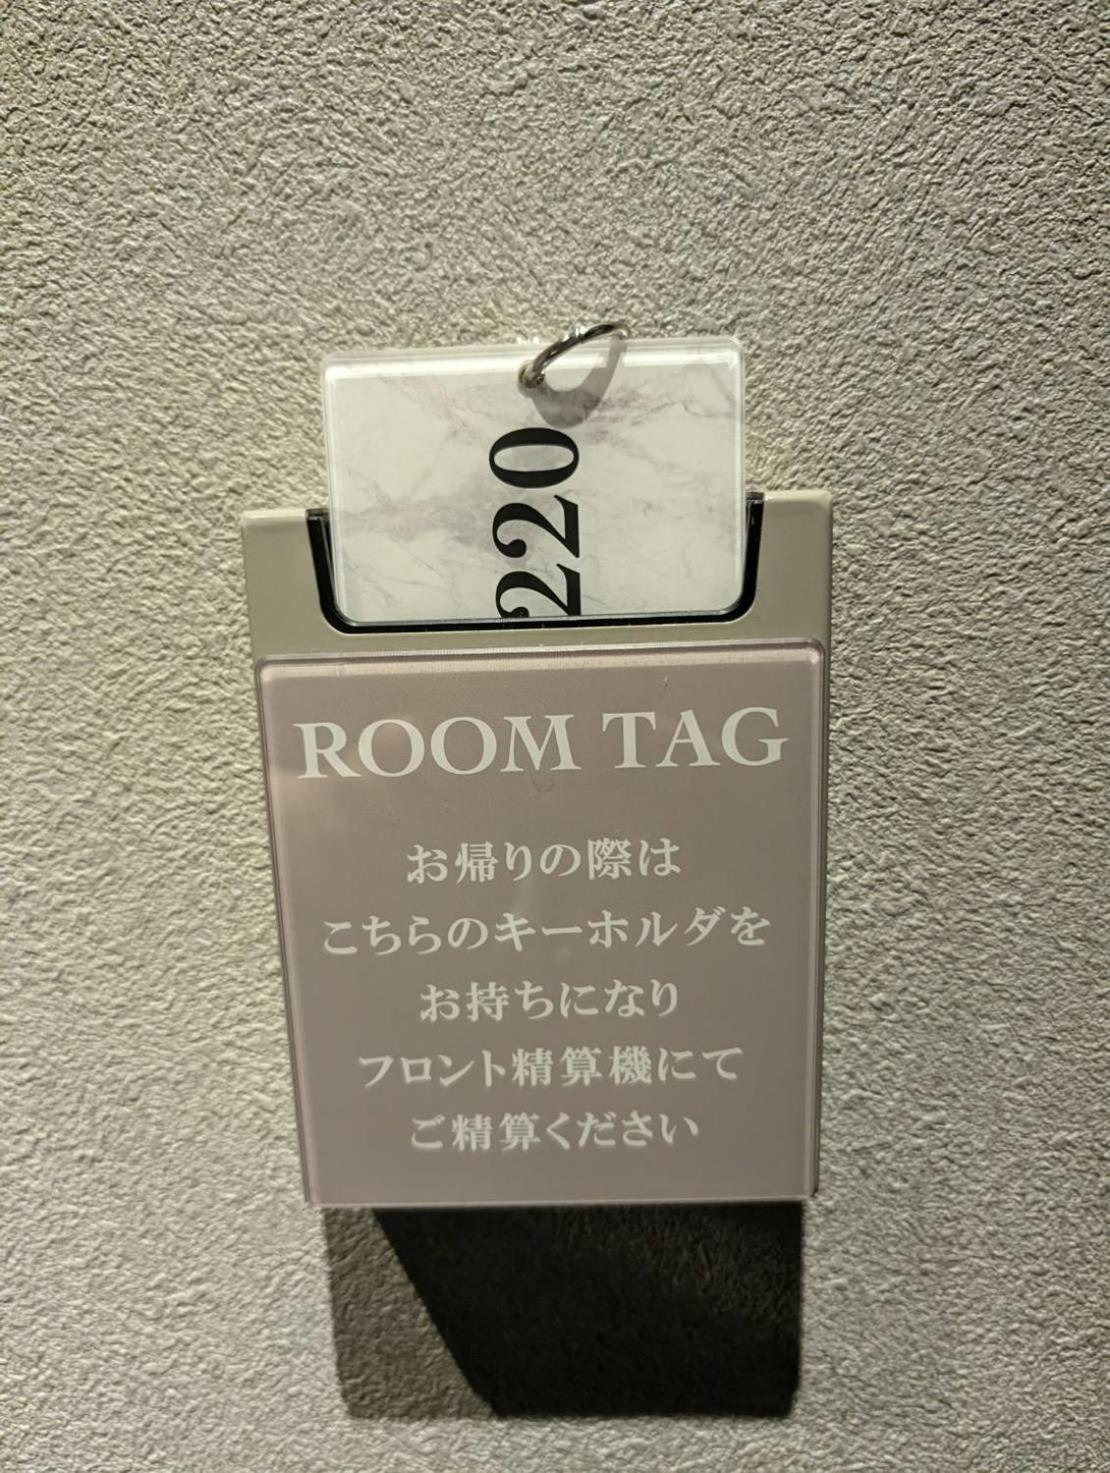 220
ROOM TAG
お帰りの際は
こちらのキーホルダを
お持ちになり
フロント精算機にて
ご精算ください